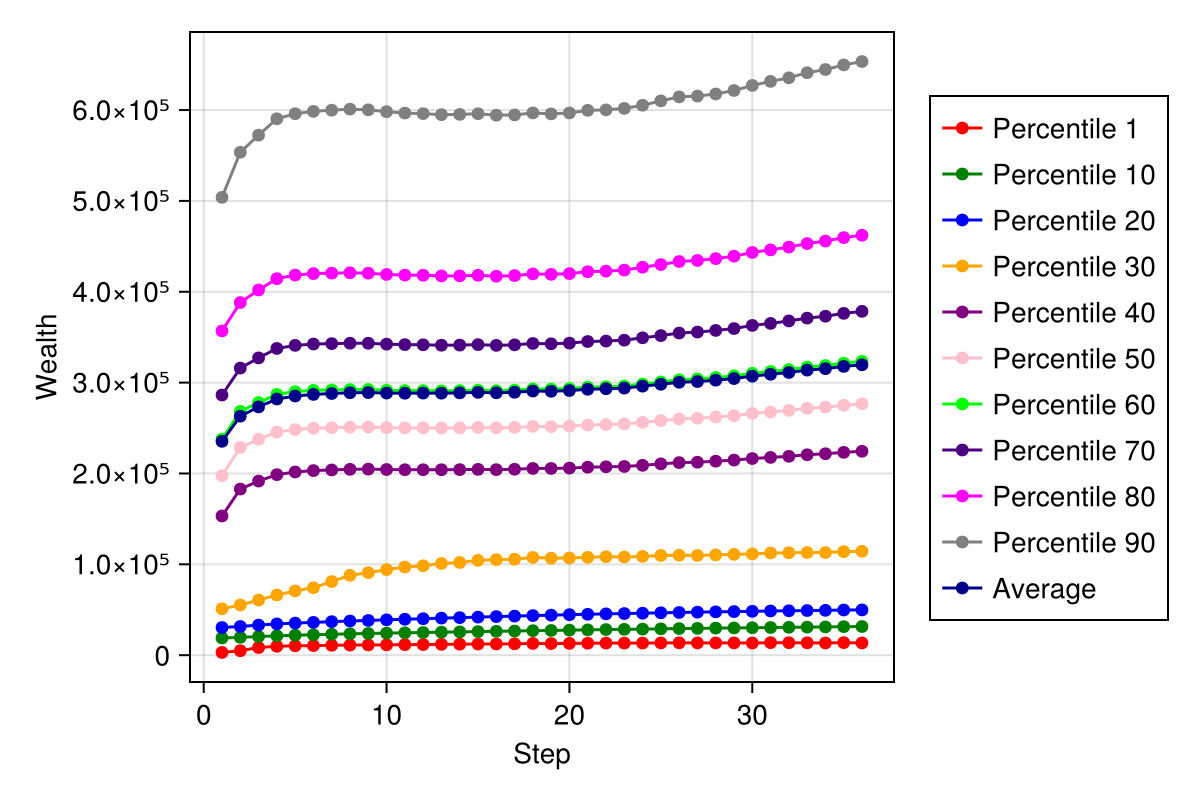 6.0×10⁵
5.0×10⁵
4.0×10⁵
3.0×10⁵
2.0×10⁵
1.0×10⁵
0
Wealth
0 10 20 30
Step
Percentile 1
Percentile 10
Percentile 20
Percentile 30
Percentile 40
Percentile 50
Percentile 60
Percentile 70
Percentile 80
Percentile 90
Average